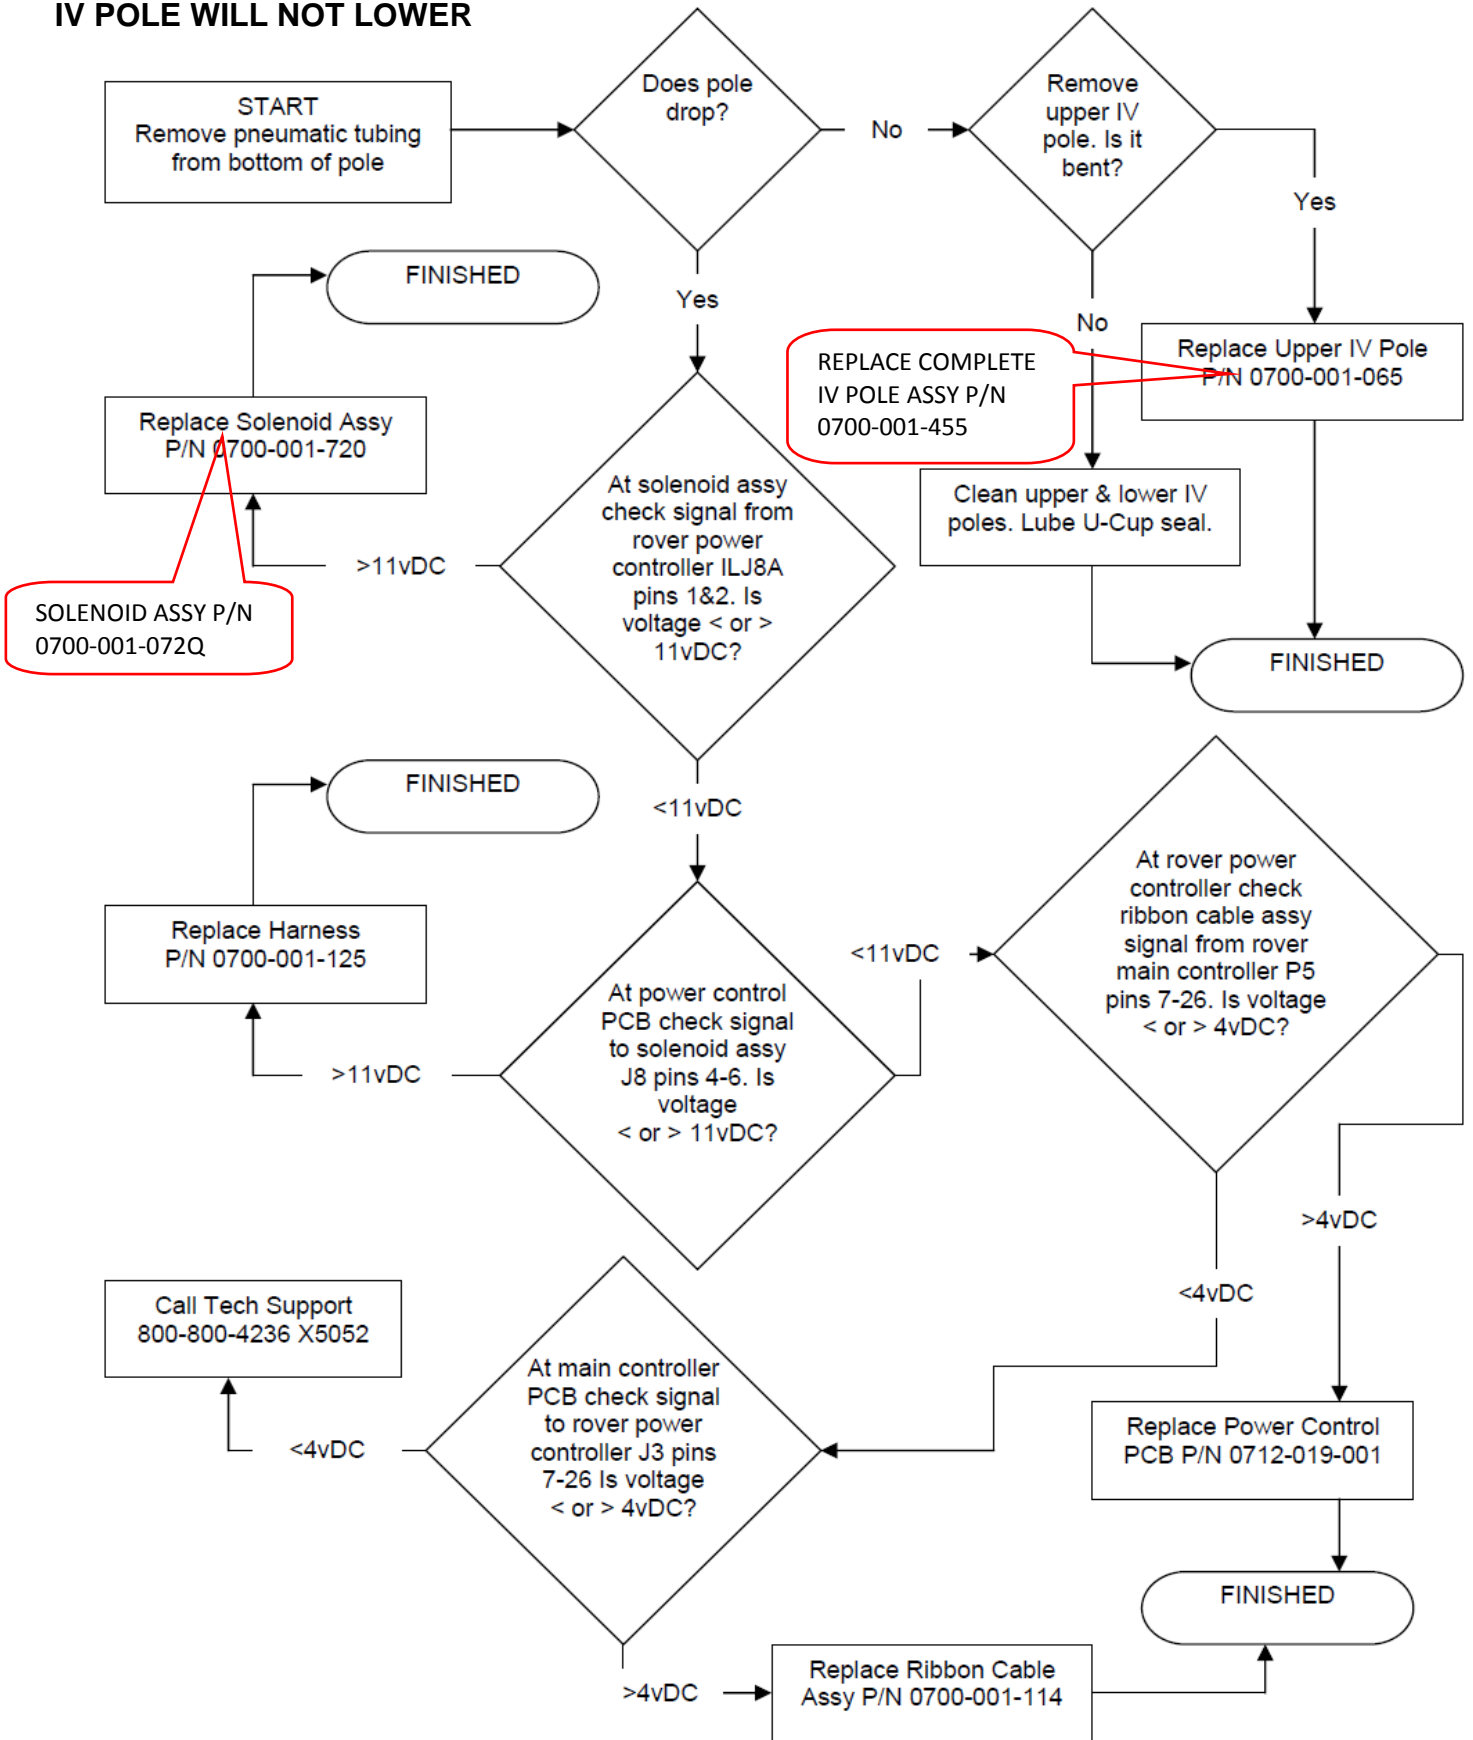 IV POLE WILL NOT LOWER
START
Remove pneumatic tubing
from bottom of pole
Does pole
drop?
No
Remove
upper IV
pole. Is it
bent?
Yes
Yes
No
FINISHED
REPLACE COMPLETE
IV POLE ASSY P/N
0700-001-455
Replace Upper IV Pole
P/N 0700-001-065
Replace Solenoid Assy
P/N 0700-001-720
At solenoid assy
check signal from
rover power
controller ILJ8A
pins 1&2. Is
voltage < or >
11vDC?
Clean upper & lower IV
poles. Lube U-Cup seal.
>11vDC
SOLENOID ASSY P/N
0700-001-072Q
FINISHED
FINISHED
<11vDC
Replace Harness
P/N 0700-001-125
At power control
PCB check signal
to solenoid assy
J8 pins 4-6. Is
voltage
< or > 11vDC?
>11vDC
<11vDC
At rover power
controller check
ribbon cable assy
signal from rover
main controller P5
pins 7-26. Is voltage
< or > 4vDC?
>4vDC
<4vDC
Call Tech Support
800-800-4236 X5052
<4vDC
At main controller
PCB check signal
to rover power
controller J3 pins
7-26 Is voltage
< or > 4vDC?
Replace Power Control
PCB P/N 0712-019-001
FINISHED
>4vDC
Replace Ribbon Cable
Assy P/N 0700-001-114